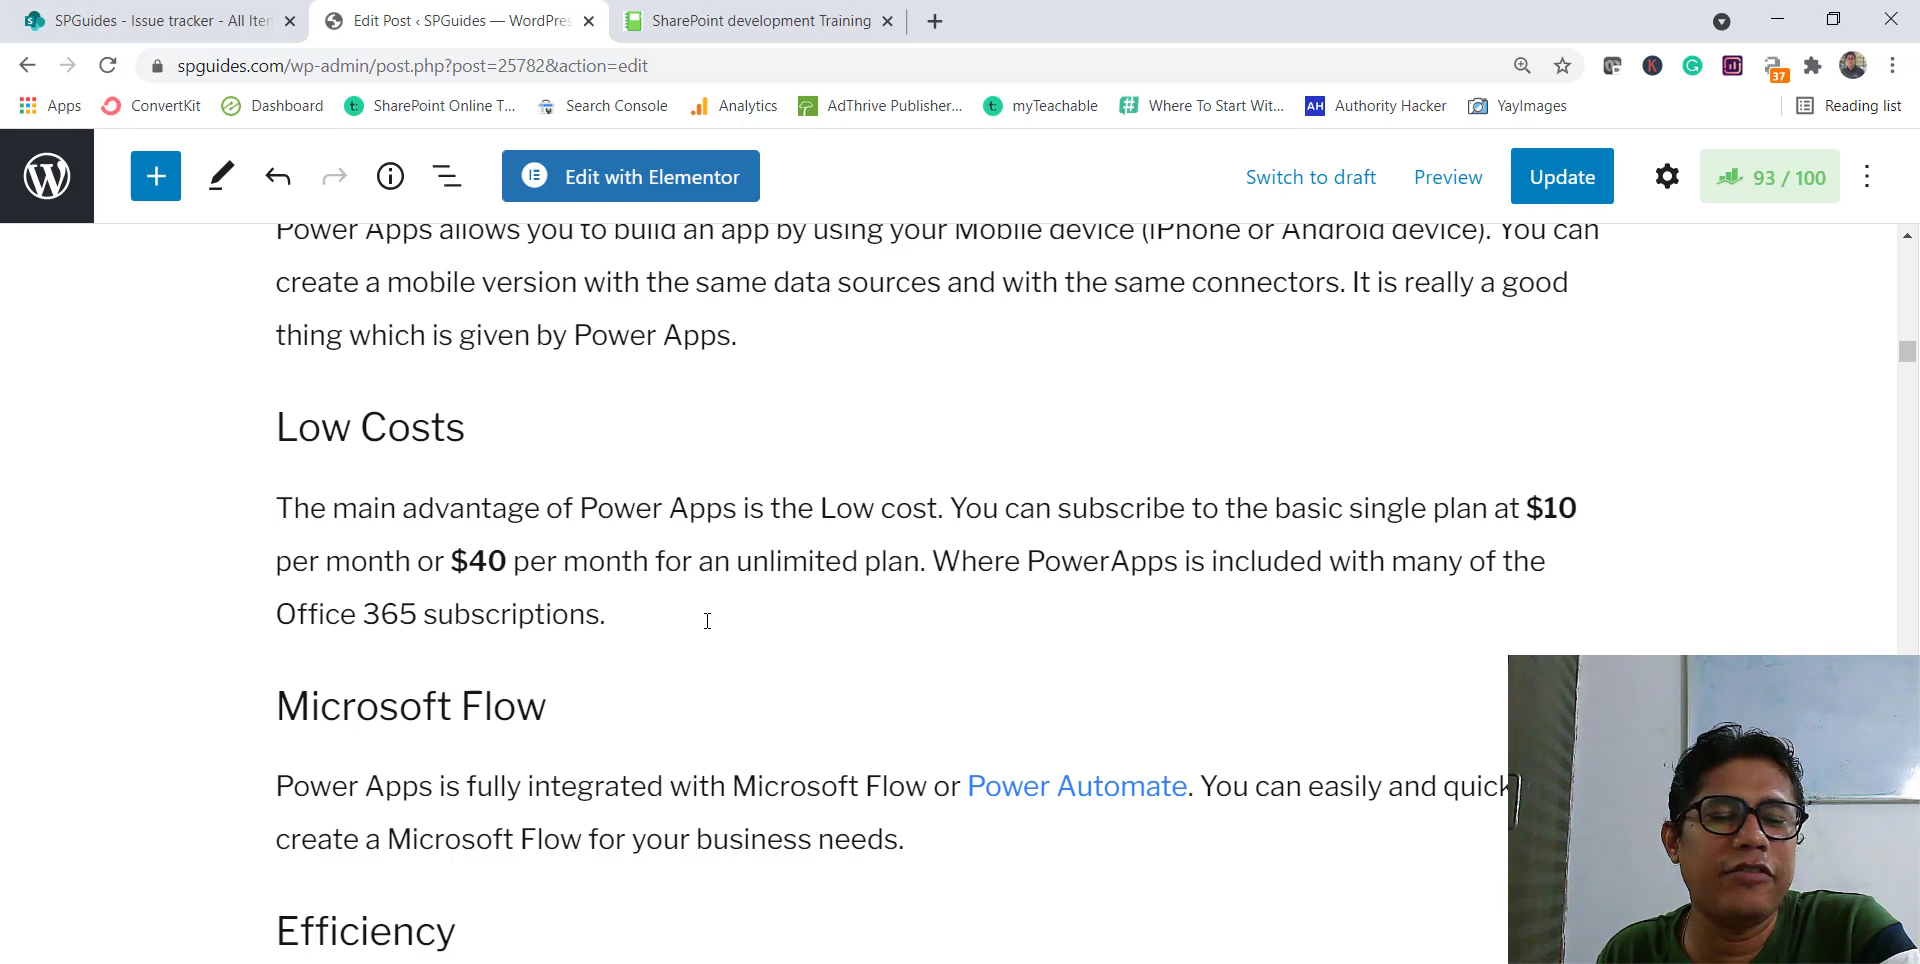 SPGuides - Issue tracker - All Iten
Edit Post ‹ SPGuides — WordPres
SharePoint development Training
spguides.com/wp-admin/post.php?post=25782&action=edit
37
Apps
ConvertKit
Dashboard
SharePoint Online T...
Search Console
Analytics
AdThrive Publisher...
myTeachable
Where To Start Wit...
AH
Authority Hacker
YayImages
Reading list
Edit with Elementor
Switch to draft
Preview
Update
93 / 100
Power Apps allows you to build an app by using your Mobile device (iPhone or Android device). You can
create a mobile version with the same data sources and with the same connectors. It is really a good
thing which is given by Power Apps.
Low Costs
The main advantage of Power Apps is the Low cost. You can subscribe to the basic single plan at $10
per month or $40 per month for an unlimited plan. Where PowerApps is included with many of the
Office 365 subscriptions.
Microsoft Flow
Power Apps is fully integrated with Microsoft Flow or Power Automate. You can easily and quick
create a Microsoft Flow for your business needs.
Efficiency